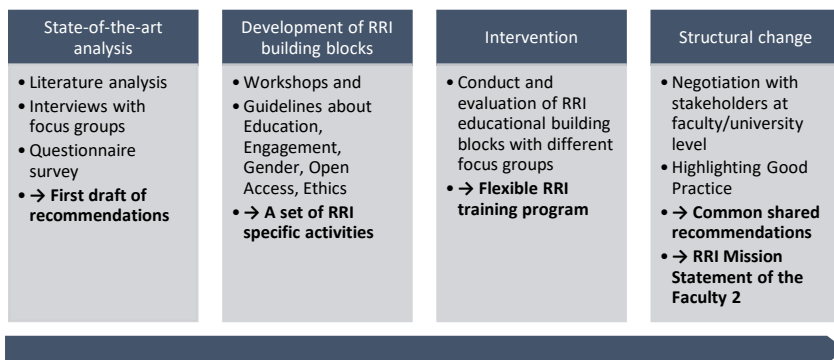 State-of-the-art
analysis
• Literature analysis
• Interviews with
focus groups
• Questionnaire
survey
• → First draft of
recommendations
Development of RRI
building blocks
• Workshops and
• Guidelines about
Education,
Engagement,
Gender, Open
Access, Ethics
• → A set of RRI
specific activities
Intervention
• Conduct and
evaluation of RRI
educational building
blocks with different
focus groups
• → Flexible RRI
training program
Structural change
• Negotiation with
stakeholders at
faculty/university
level
• Highlighting Good
Practice
• → Common shared
recommendations
• → RRI Mission
Statement of the
Faculty 2